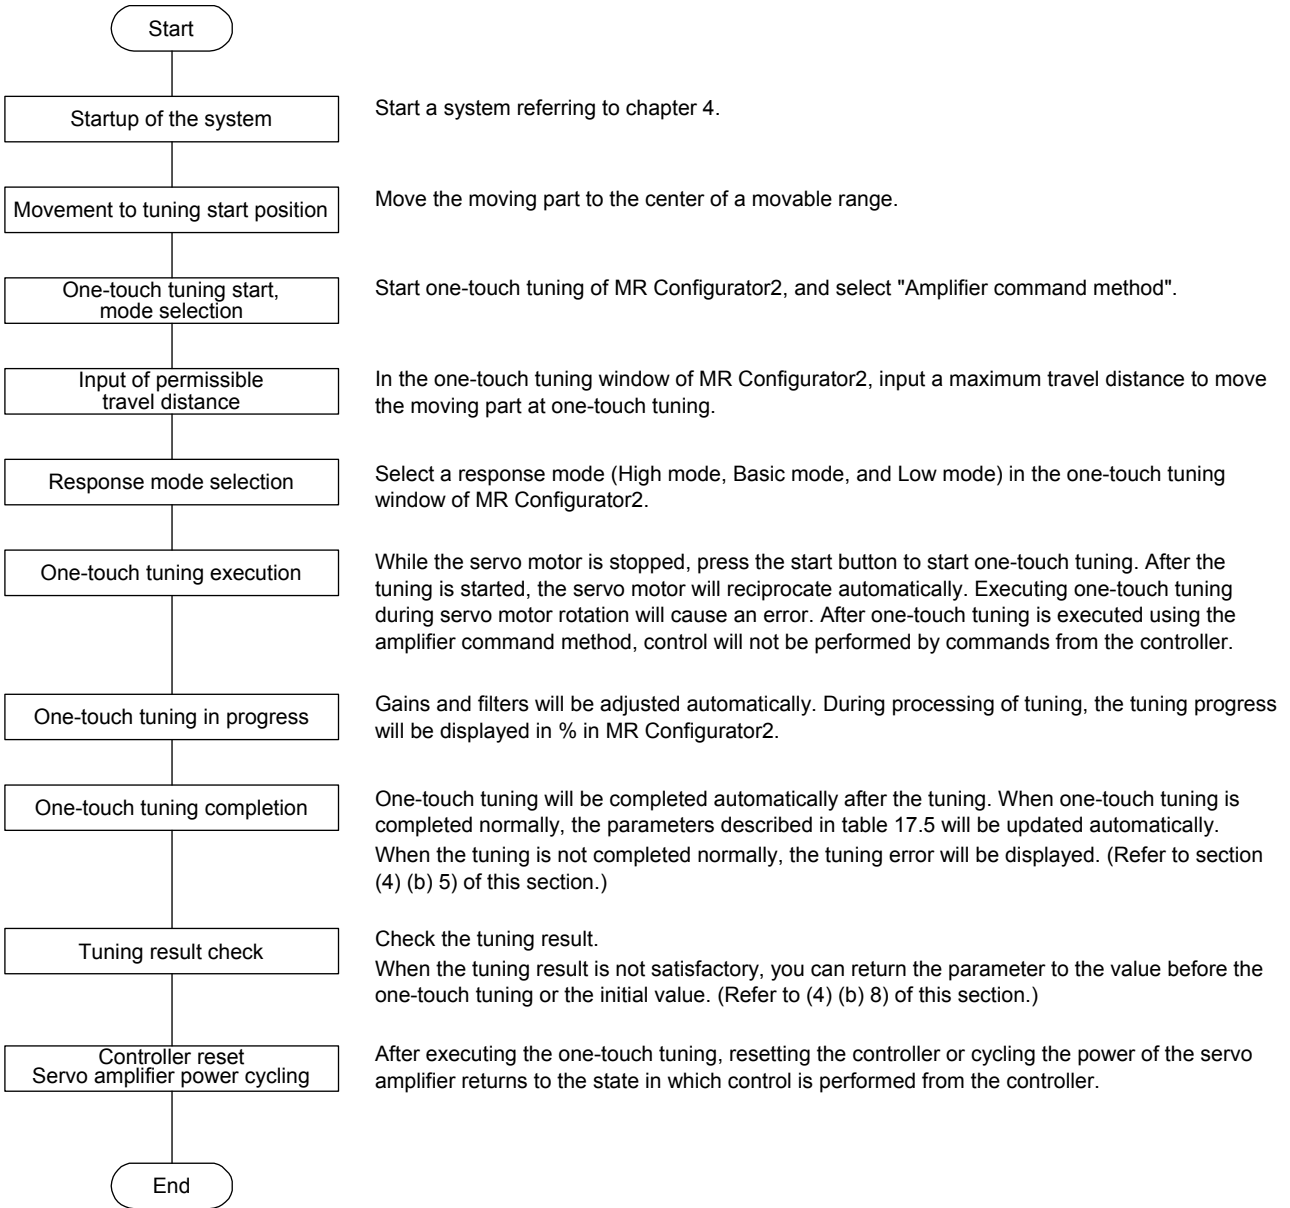 Start
Startup of the system
Start a system referring to chapter 4.
Movement to tuning start position
Move the moving part to the center of a movable range.
One-touch tuning start,
mode selection
Start one-touch tuning of MR Configurator2, and select "Amplifier command method".
Input of permissible
travel distance
In the one-touch tuning window of MR Configurator2, input a maximum travel distance to move
the moving part at one-touch tuning.
Response mode selection
Select a response mode (High mode, Basic mode, and Low mode) in the one-touch tuning
window of MR Configurator2.
One-touch tuning execution
While the servo motor is stopped, press the start button to start one-touch tuning. After the
tuning is started, the servo motor will reciprocate automatically. Executing one-touch tuning
during servo motor rotation will cause an error. After one-touch tuning is executed using the
amplifier command method, control will not be performed by commands from the controller.
One-touch tuning in progress
Gains and filters will be adjusted automatically. During processing of tuning, the tuning progress
will be displayed in % in MR Configurator2.
One-touch tuning completion
One-touch tuning will be completed automatically after the tuning. When one-touch tuning is
completed normally, the parameters described in table 17.5 will be updated automatically.
When the tuning is not completed normally, the tuning error will be displayed. (Refer to section
(4) (b) 5) of this section.)
Tuning result check
Check the tuning result.
When the tuning result is not satisfactory, you can return the parameter to the value before the
one-touch tuning or the initial value. (Refer to (4) (b) 8) of this section.)
Controller reset
Servo amplifier power cycling
After executing the one-touch tuning, resetting the controller or cycling the power of the servo
amplifier returns to the state in which control is performed from the controller.
End